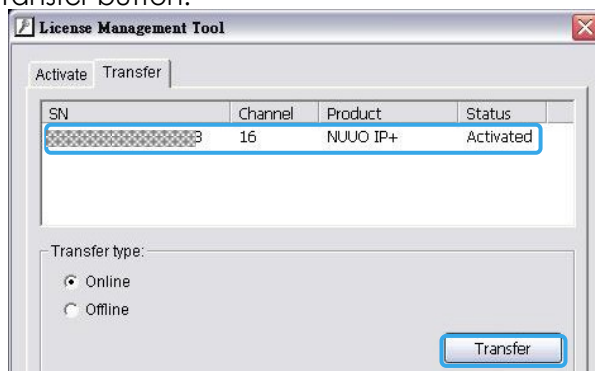 ransfer button.
License Management Tool
Activate Transfer
SN Channel Product Status
3 16 NUUO IP+ Activated
Transfer type:
Online
Offline
Transfer